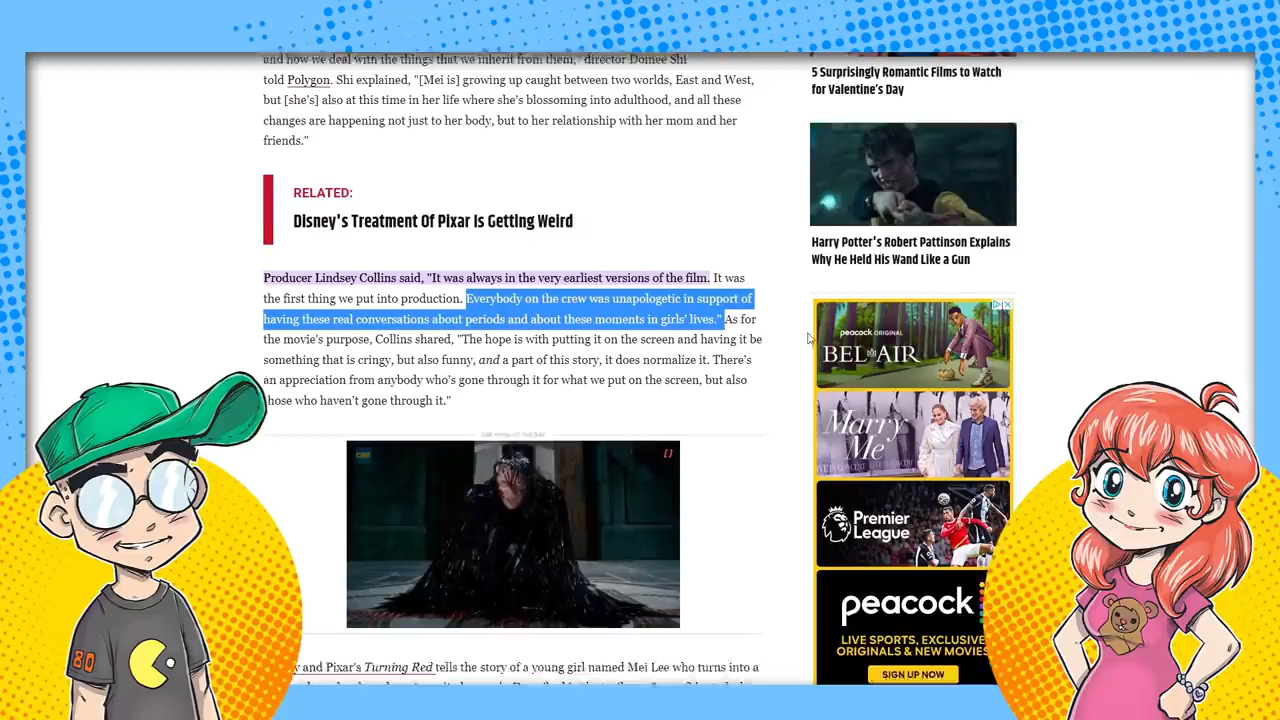 and how we deal with the things that we inherit from them," director Domee Shi
told Polygon. Shi explained, "[Mei is] growing up caught between two worlds, East and West,
but [she's] also at this time in her life where she's blossoming into adulthood, and all these
changes are happening not just to her body, but to her relationship with her mom and her
friends."
RELATED:
Disney's Treatment Of Pixar Is Getting Weird
Producer Lindsey Collins said, "It was always in the very earliest versions of the film. It was
the first thing we put into production. Everybody on the crew was unapologetic in support of
having these real conversations about periods and about these moments in girls' lives." As for
the movie's purpose, Collins shared, "The hope is with putting it on the screen and having it be
something that is cringy, but also funny, and a part of this story, it does normalize it. There's
an appreciation from anybody who's gone through it for what we put on the screen, but also
those who haven't gone through it."
CBR
and Pixar's Turning Red tells the story of a young girl named Mei Lee who turns into a
5 Surprisingly Romantic Films to Watch
for Valentine's Day
Harry Potter's Robert Pattinson Explains
Why He Held His Wand Like a Gun
peacock ORIGINAL
BEL-AIR
Marry
Me
Premier
League
peacock
LIVE SPORTS, EXCLUSIVE
ORIGINALS & NEW MOVIES
SIGN UP NOW
80